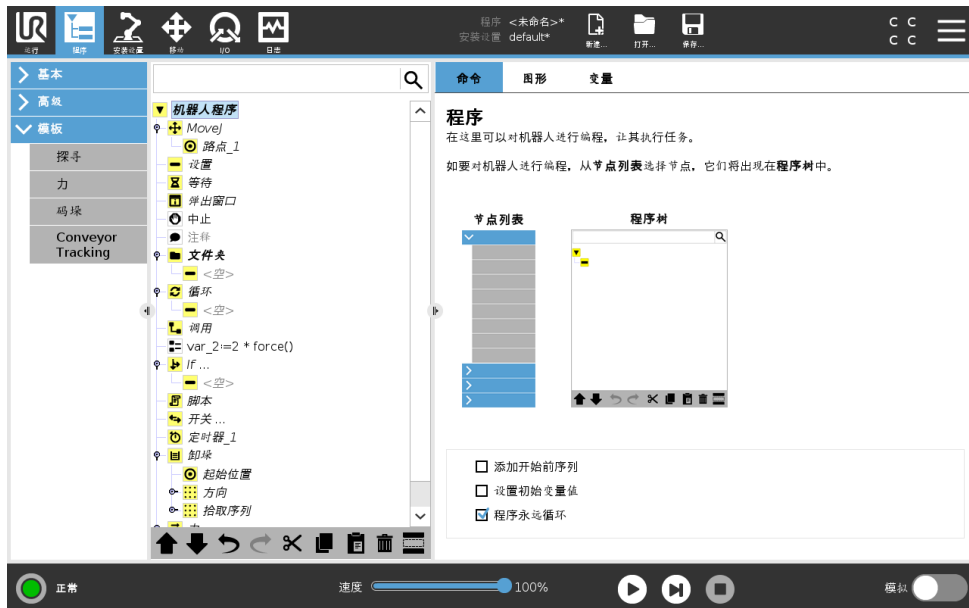 UR
程序 <未命名>*
安装设置 default*
运行 程序 安装设置 移动 I/O 日志 新建... 打开... 保存...
C C
C C
基本
高级
模板
探寻
力
码垛
Conveyor
Tracking
机器人程序
MoveJ
路点_1
设置
等待
弹出窗口
中止
注释
文件夹
<空>
循环
<空>
调用
var_2:=2 * force()
If ...
<空>
脚本
开关 ...
定时器_1
卸垛
起始位置
方向
拾取序列
命令 图形 变量
程序
在这里可以对机器人进行编程，让其执行任务。
如要对机器人进行编程，从节点列表选择节点，它们将出现在程序树中。
节点列表 程序树
添加开始前序列
设置初始变量值
程序永远循环
正常 速度 100% 模拟